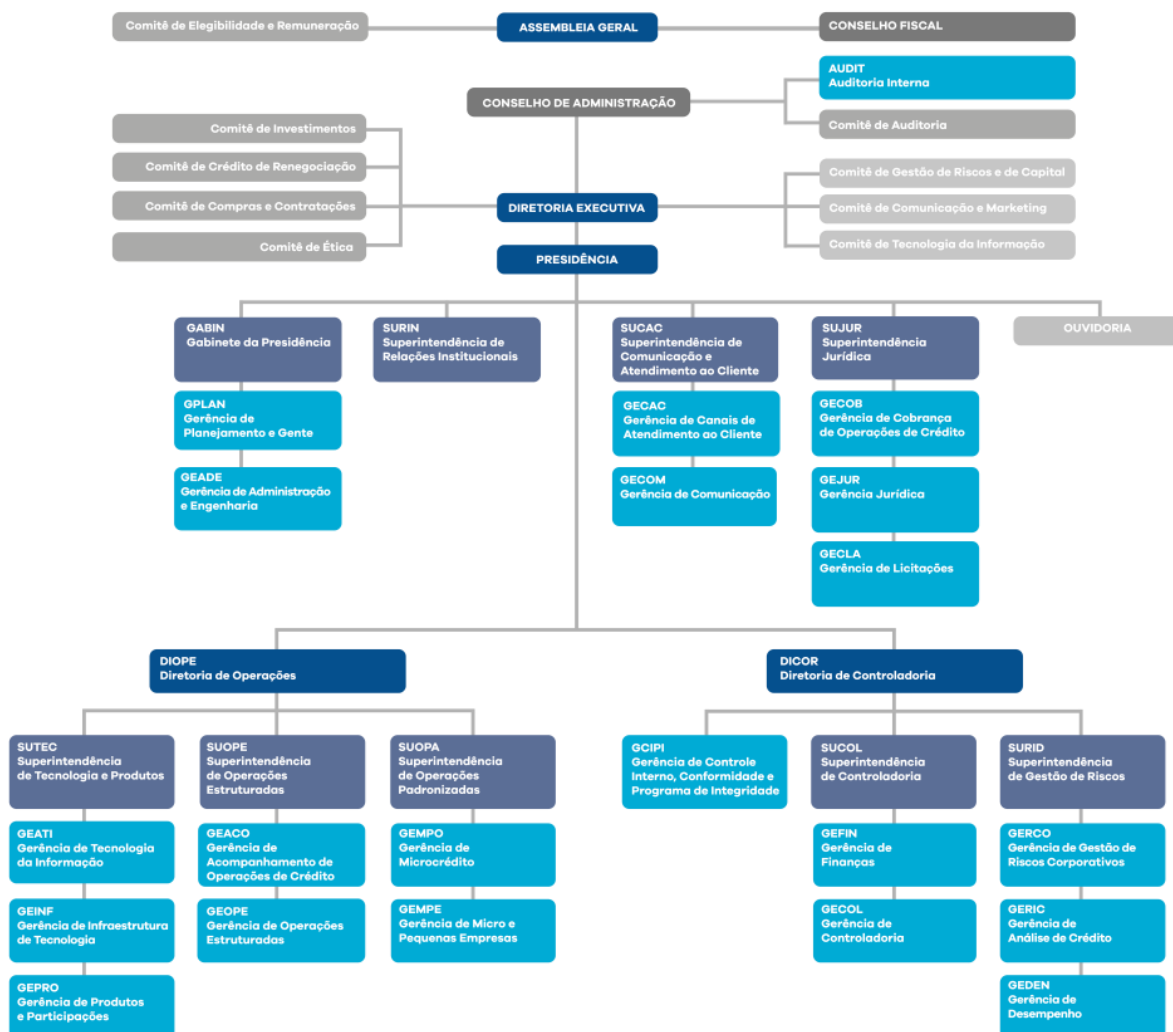 Comitê de Elegibilidade e Remuneração
ASSEMBLEIA GERAL
CONSELHO FISCAL
AUDIT
Auditoria Interna
CONSELHO DE ADMINISTRAÇÃO
Comitê de Auditoria
Comitê de Investimentos
Comitê de Crédito de Renegociação
Comitê de Compras e Contratações
Comitê de Ética
DIRETORIA EXECUTIVA
Comitê de Gestão de Riscos e de Capital
Comitê de Comunicação e Marketing
Comitê de Tecnologia da Informação
PRESIDÊNCIA
GABIN
Gabinete da Presidência
SURIN
Superintendência de
Relações Institucionais
SUCAC
Superintendência de
Comunicação e
Atendimento ao Cliente
SUJUR
Superintendência
Jurídica
OUVIDORIA
GPLAN
Gerência de
Planejamento e Gente
GEADE
Gerência de Administração
e Engenharia
GECAC
Gerência de Canais de
Atendimento ao Cliente
GECOM
Gerência de Comunicação
GECOB
Gerência de Cobrança
de Operações de Crédito
GEJUR
Gerência Jurídica
GECLA
Gerência de Licitações
DIOPE
Diretoria de Operações
DICOR
Diretoria de Controladoria
SUTEC
Superintendência
de Tecnologia e Produtos
SUOPE
Superintendência
de Operações
Estruturadas
SUOPA
Superintendência
de Operações
Padronizadas
GCIPI
Gerência de Controle
Interno, Conformidade e
Programa de Integridade
SUCOL
Superintendência
de Controladoria
SURID
Superintendência
de Gestão de Riscos
GEATI
Gerência de Tecnologia
da Informação
GEACO
Gerência de
Acompanhamento de
Operações de Crédito
GEMPO
Gerência de
Microcrédito
GEFIN
Gerência de
Finanças
GERCO
Gerência de Gestão de
Riscos Corporativos
GEINF
Gerência de Infraestrutura
de Tecnologia
GEOPE
Gerência de Operações
Estruturadas
GEMPE
Gerência de Micro e
Pequenas Empresas
GECOL
Gerência de
Controladoria
GERIC
Gerência de
Análise de Crédito
GEPRO
Gerência de Produtos
e Participações
GEDEN
Gerência de
Desempenho